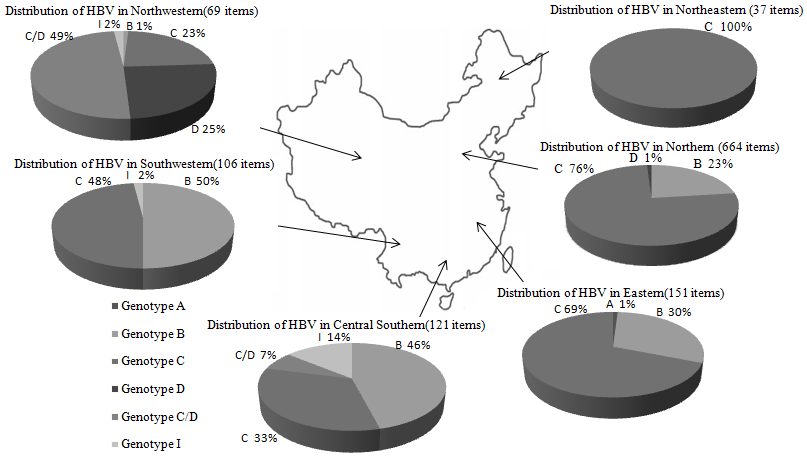 Distribution of HBV in Northwestern(69 items)
I 2% B 1% C 23%
C/D 49%
D 25%
Distribution of HBV in Northeastern (37 items)
C 100%
Distribution of HBV in Northern (664 items)
D 1% B 23%
C 76%
Distribution of HBV in Southwestern(106 items)
C 48% I 2% B 50%
Distribution of HBV in Eastern(151 items)
C 69% A 1% B 30%
Distribution of HBV in Central Southern(121 items)
I 14% B 46%
C/D 7%
C 33%
Genotype A
Genotype B
Genotype C
Genotype D
Genotype C/D
Genotype I